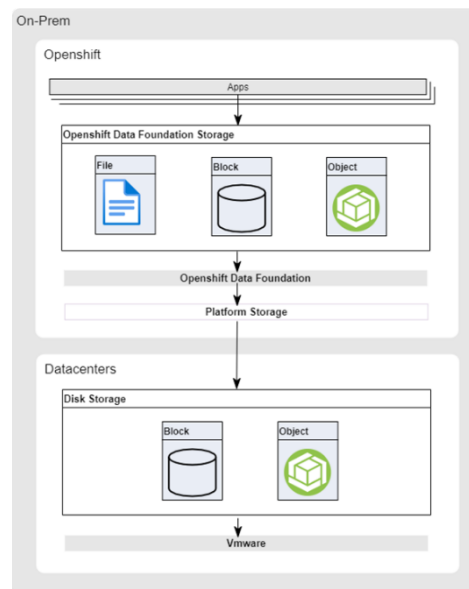 On-Prem
Openshift
Apps
Openshift Data Foundation Storage
File
Block
Object
Openshift Data Foundation
Platform Storage
Datacenters
Disk Storage
Block
Object
Vmware